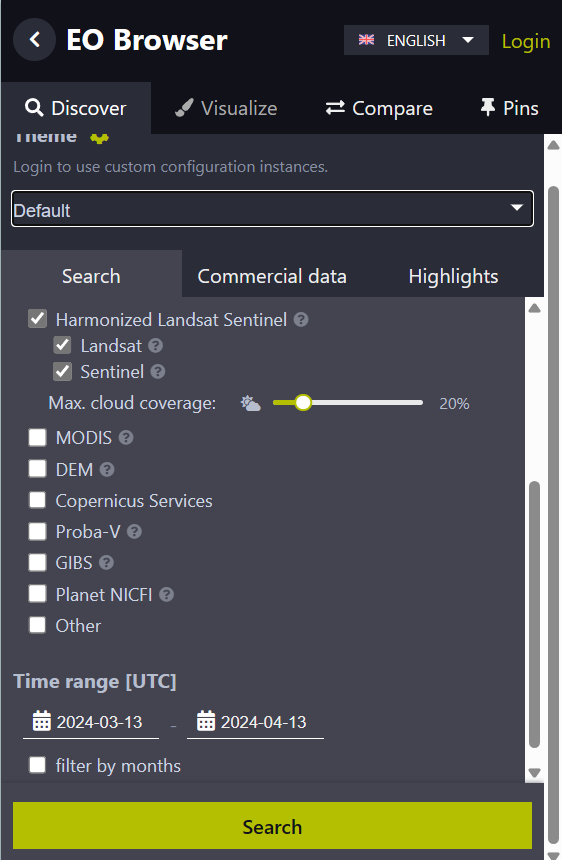 EO Browser
ENGLISH
Login
Discover
Visualize
Compare
Pins
Theme
Login to use custom configuration instances.
Default
Search
Commercial data
Highlights
Harmonized Landsat Sentinel
Landsat
Sentinel
Max. cloud coverage: 20%
MODIS
DEM
Copernicus Services
Proba-V
GIBS
Planet NICFI
Other
Time range [UTC]
2024-03-13 - 2024-04-13
filter by months
Search